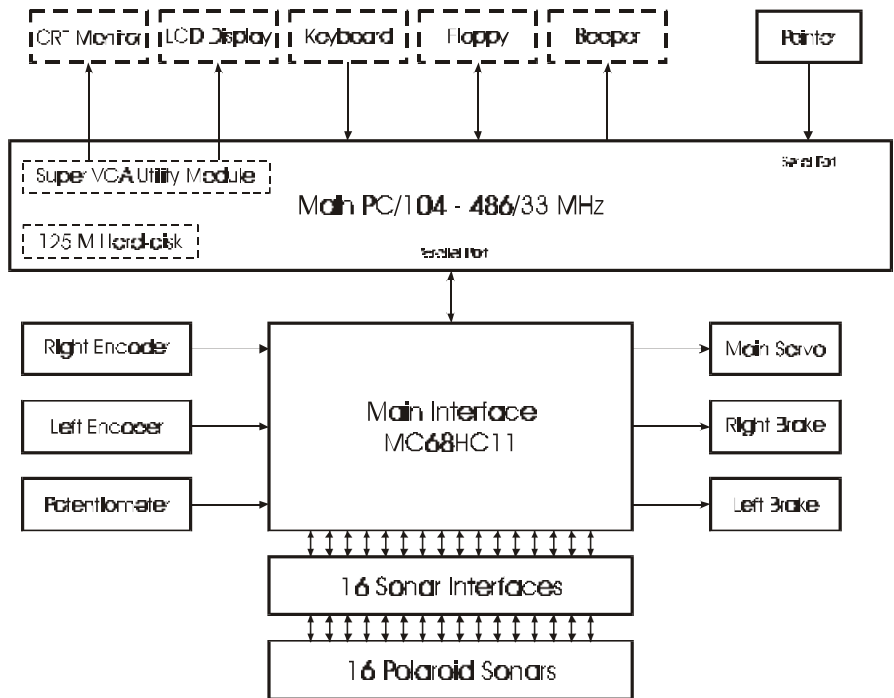 CRT Monitor
LCD Display
Keyboard
Floppy
Beeper
Pointer
Serial Port
Super VGA Utility Module
Main PC/104 - 486/33 MHz
125 M Hard-disk
Parallel Port
Right Encoder
Main Servo
Main Interface
MC68HC11
Left Encoder
Right Brake
Potentiometer
Left Brake
16 Sonar Interfaces
16 Polaroid Sonars